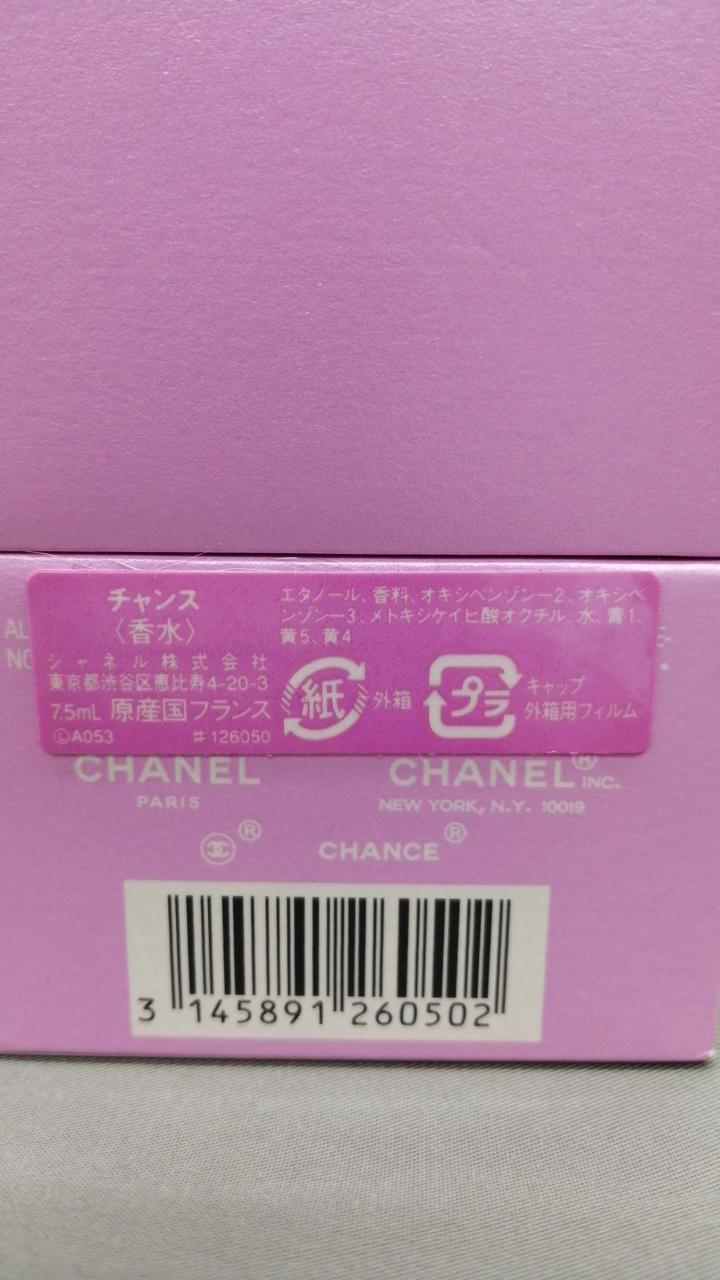 チャンス
〈香水〉
シャネル株式会社
東京都渋谷区恵比寿4-20-3
7.5mL 原産国フランス
ⓁA053 #126050
エタノール、香料、オキシベンゾン－2、オキシベ
ンゾン－3、メトキシケイヒ酸オクチル、水、青1、
黄5、黄4
紙 外箱
プラ キャップ
外箱用フィルム
AL
NO
CHANEL
PARIS
CHANEL® INC.
NEW YORK, N.Y. 10019
® CHANCE®
3 145891 260502